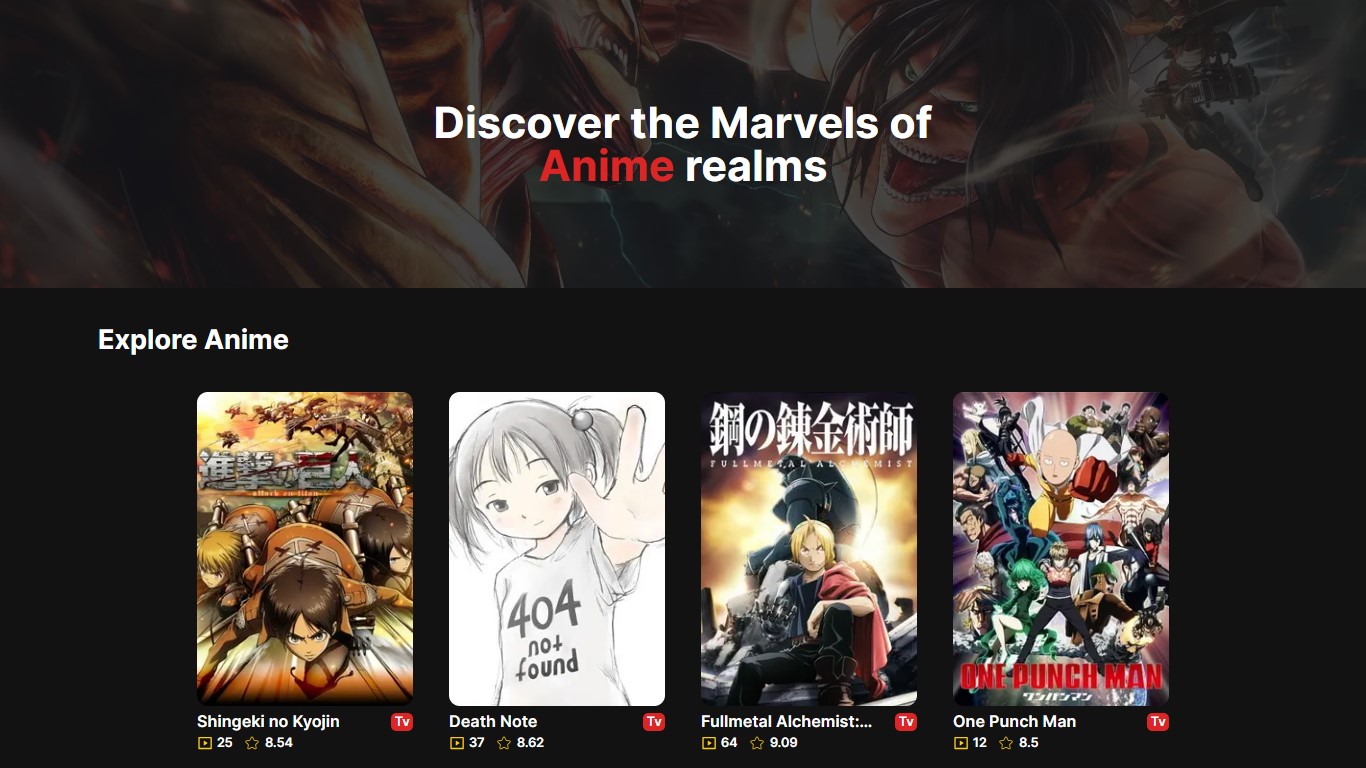 Discover the Marvels of
Anime realms
Explore Anime
進撃の巨人
attack on titan
404
not
found
鋼の錬金術師
FULLMETAL ALCHEMIST
ONE PUNCH MAN
ワンパンマン
Shingeki no Kyojin Tv
25 8.54
Death Note Tv
37 8.62
Fullmetal Alchemist:... Tv
64 9.09
One Punch Man Tv
12 8.5